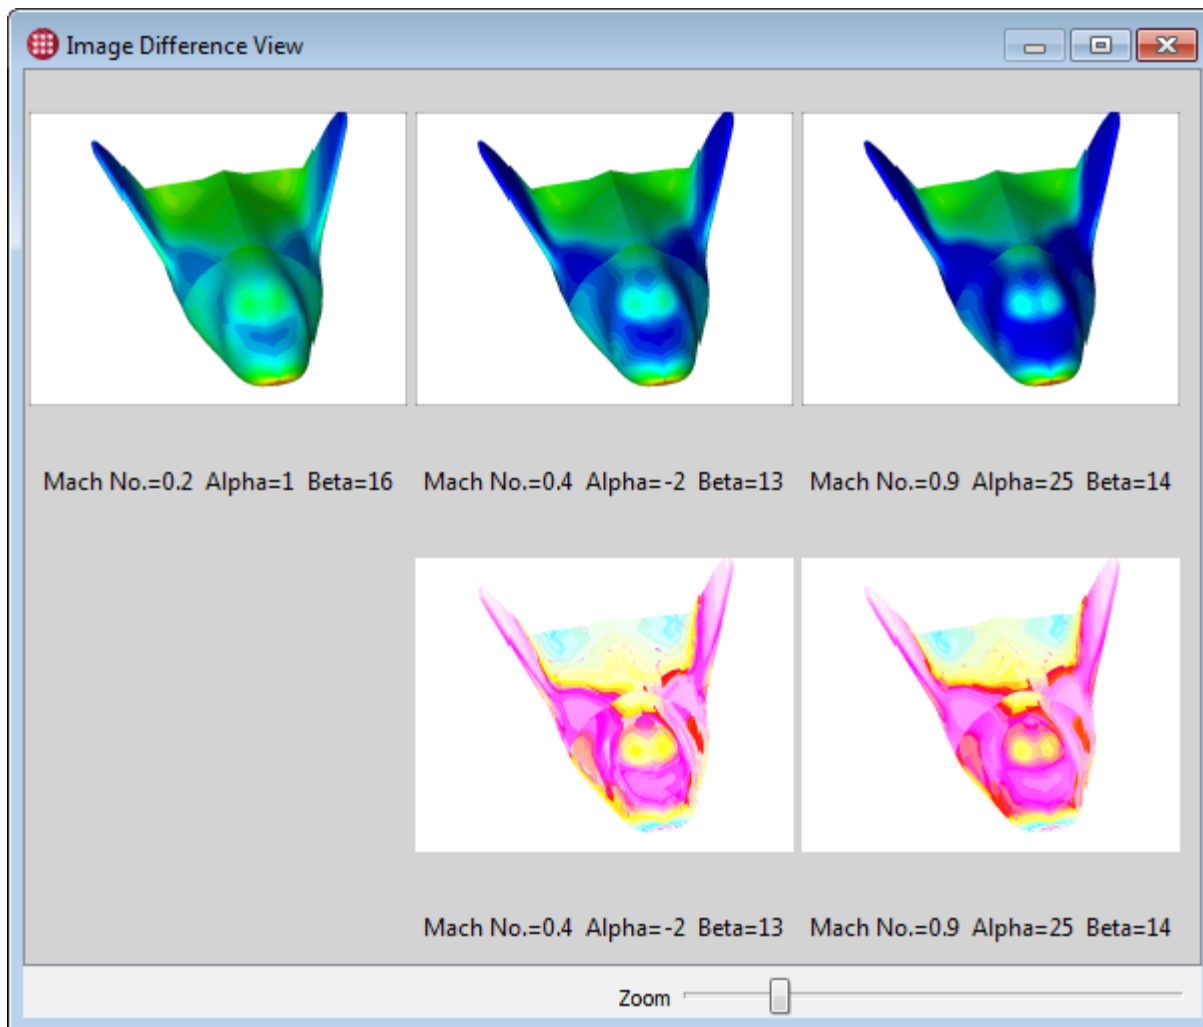 Image Difference View
Mach No.=0.2 Alpha=1 Beta=16
Mach No.=0.4 Alpha=-2 Beta=13
Mach No.=0.9 Alpha=25 Beta=14
Mach No.=0.4 Alpha=-2 Beta=13
Mach No.=0.9 Alpha=25 Beta=14
Zoom